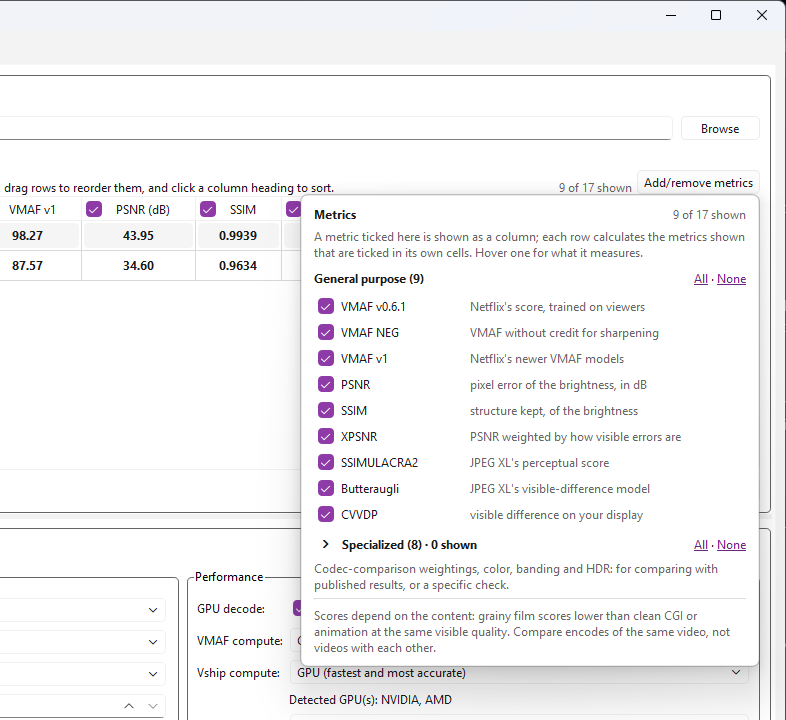 Browse
drag rows to reorder them, and click a column heading to sort.
9 of 17 shown
Add/remove metrics
VMAF v1 PSNR (dB) SSIM
98.27 43.95 0.9939
87.57 34.60 0.9634
Metrics 9 of 17 shown
A metric ticked here is shown as a column; each row calculates the metrics shown
that are ticked in its own cells. Hover one for what it measures.
General purpose (9) All · None
VMAF v0.6.1 Netflix's score, trained on viewers
VMAF NEG VMAF without credit for sharpening
VMAF v1 Netflix's newer VMAF models
PSNR pixel error of the brightness, in dB
SSIM structure kept, of the brightness
XPSNR PSNR weighted by how visible errors are
SSIMULACRA2 JPEG XL's perceptual score
Butteraugli JPEG XL's visible-difference model
CVVDP visible difference on your display
Specialized (8) · 0 shown All · None
Codec-comparison weightings, color, banding and HDR: for comparing with
published results, or a specific check.
Scores depend on the content: grainy film scores lower than clean CGI or
animation at the same visible quality. Compare encodes of the same video, not
videos with each other.
Performance
GPU decode:
VMAF compute:
Vship compute: GPU (fastest and most accurate)
Detected GPU(s): NVIDIA, AMD